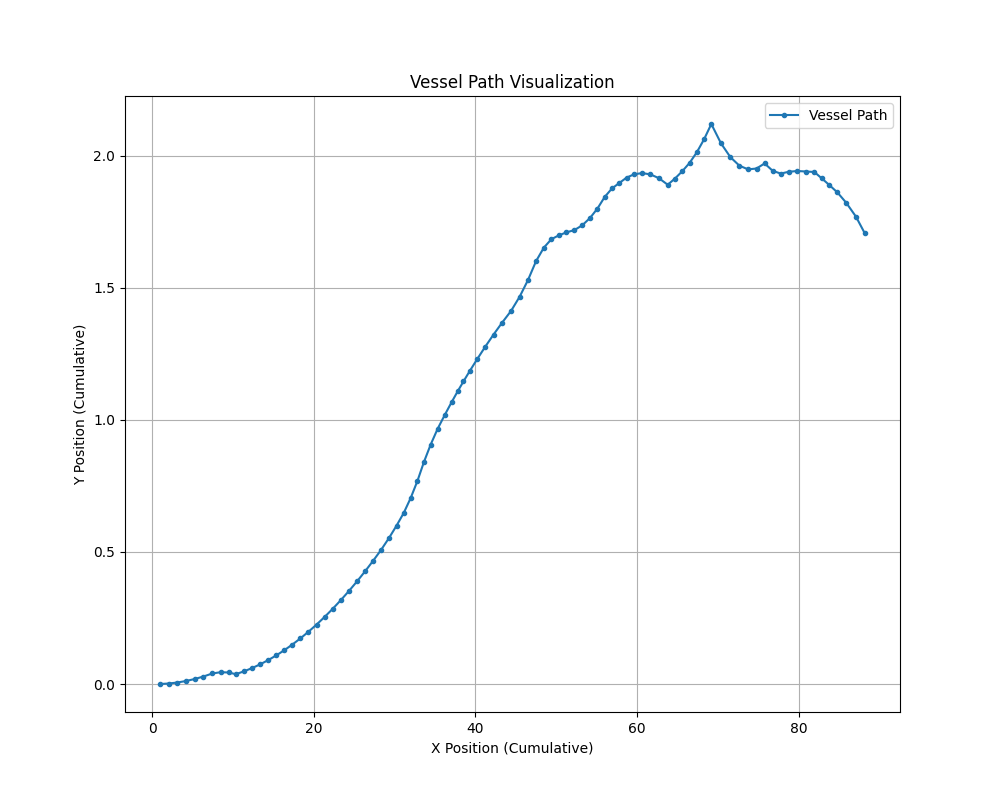 Vessel Path Visualization
Vessel Path
Y Position (Cumulative)
2.0
1.5
1.0
0.5
0.0
0 20 40 60 80
X Position (Cumulative)